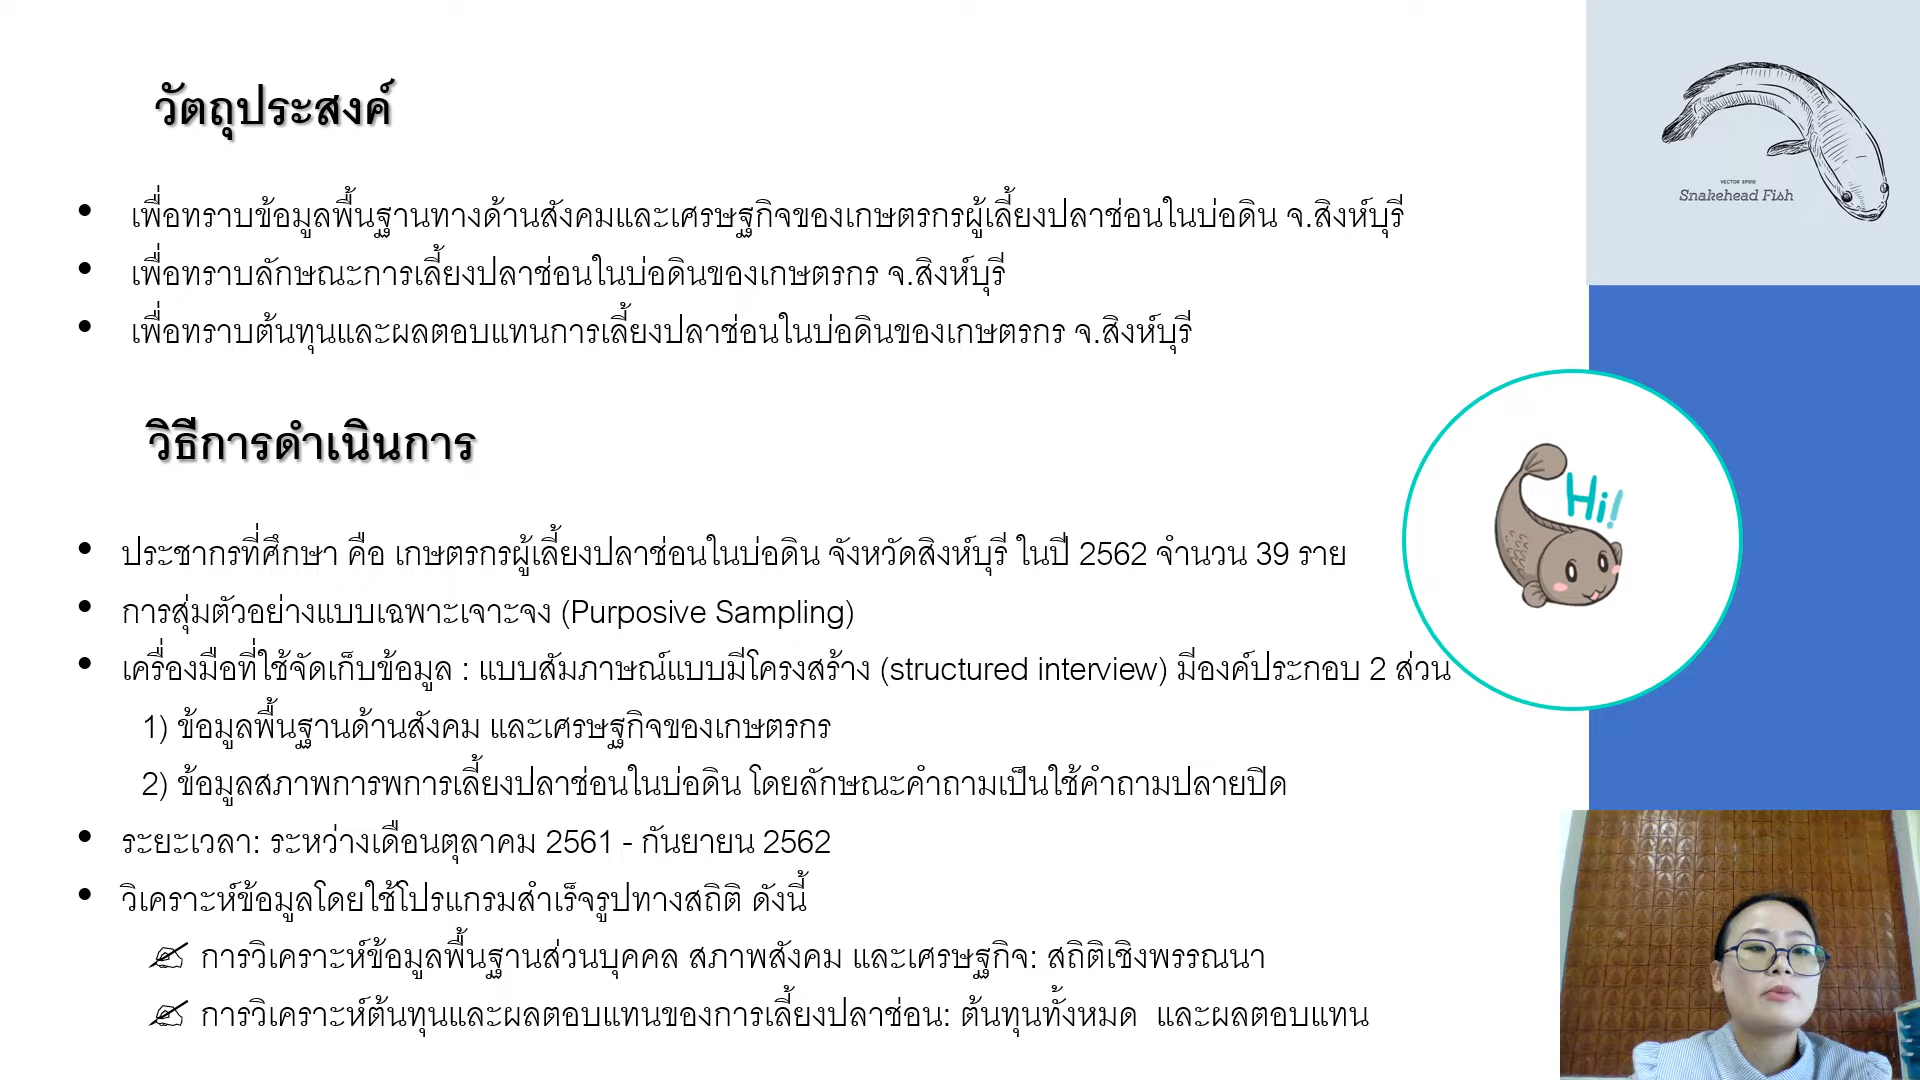 วัตถุประสงค์
• เพื่อทราบข้อมูลพื้นฐานทางด้านสังคมและเศรษฐกิจของเกษตรกรผู้เลี้ยงปลาช่อนในบ่อดิน จ.สิงห์บุรี
• เพื่อทราบลักษณะการเลี้ยงปลาช่อนในบ่อดินของเกษตรกร จ.สิงห์บุรี
• เพื่อทราบต้นทุนและผลตอบแทนการเลี้ยงปลาช่อนในบ่อดินของเกษตรกร จ.สิงห์บุรี
วิธีการดำเนินการ
• ประชากรที่ศึกษา คือ เกษตรกรผู้เลี้ยงปลาช่อนในบ่อดิน จังหวัดสิงห์บุรี ในปี 2562 จำนวน 39 ราย
• การสุ่มตัวอย่างแบบเฉพาะเจาะจง (Purposive Sampling)
• เครื่องมือที่ใช้จัดเก็บข้อมูล : แบบสัมภาษณ์แบบมีโครงสร้าง (structured interview) มีองค์ประกอบ 2 ส่วน
1) ข้อมูลพื้นฐานด้านสังคม และเศรษฐกิจของเกษตรกร
2) ข้อมูลสภาพการพการเลี้ยงปลาช่อนในบ่อดิน โดยลักษณะคำถามเป็นใช้คำถามปลายปิด
• ระยะเวลา: ระหว่างเดือนตุลาคม 2561 - กันยายน 2562
• วิเคราะห์ข้อมูลโดยใช้โปรแกรมสำเร็จรูปทางสถิติ ดังนี้
✍ การวิเคราะห์ข้อมูลพื้นฐานส่วนบุคคล สภาพสังคม และเศรษฐกิจ: สถิติเชิงพรรณนา
✍ การวิเคราะห์ต้นทุนและผลตอบแทนของการเลี้ยงปลาช่อน: ต้นทุนทั้งหมด และผลตอบแทน
VECTOR EPS10
Snakehead Fish
Hi!